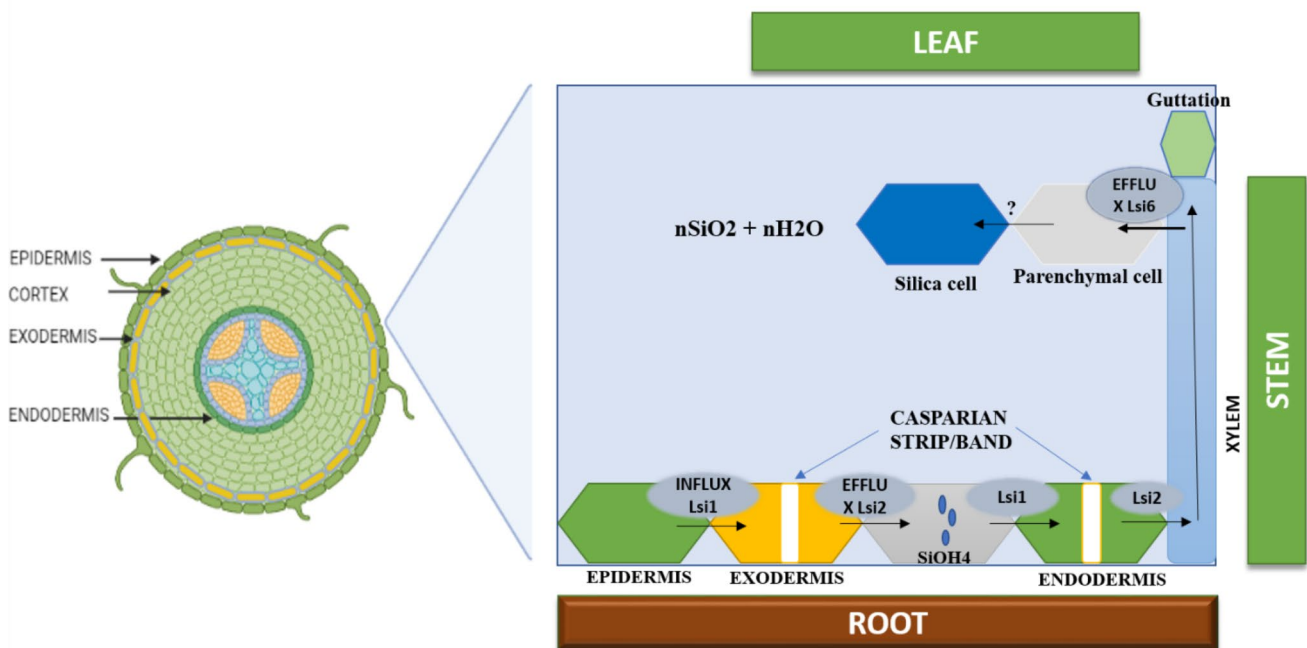 LEAF
Guttation
EFFLU
X Lsi6
?
nSiO2 + nH2O
Silica cell
Parenchymal cell
EPIDERMIS
CORTEX
EXODERMIS
ENDODERMIS
STEM
XYLEM
CASPARIAN
STRIP/BAND
INFLUX
Lsi1
EFFLU
X Lsi2
Lsi1
Lsi2
SiOH4
EPIDERMIS
EXODERMIS
ENDODERMIS
ROOT